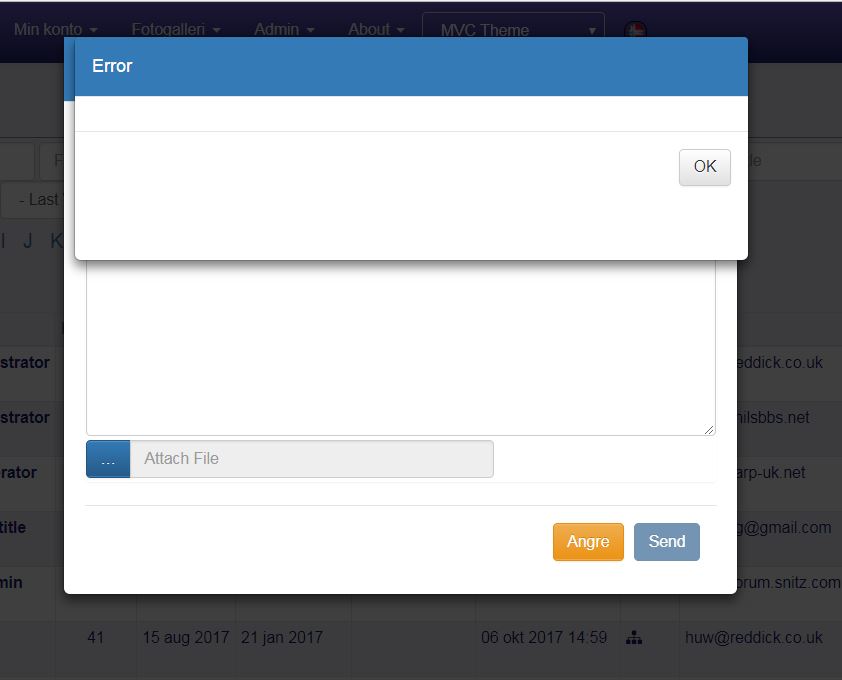 Min konto Fotogalleri Admin About MVC Theme
Error
OK
- Last
I J K
strator eddick.co.uk
strator nilsbbs.net
rator arp-uk.net
... Attach File
title g@gmail.com
Angre Send
min orum.snitz.com
41 15 aug 2017 21 jan 2017 06 okt 2017 14:59 huw@reddick.co.uk